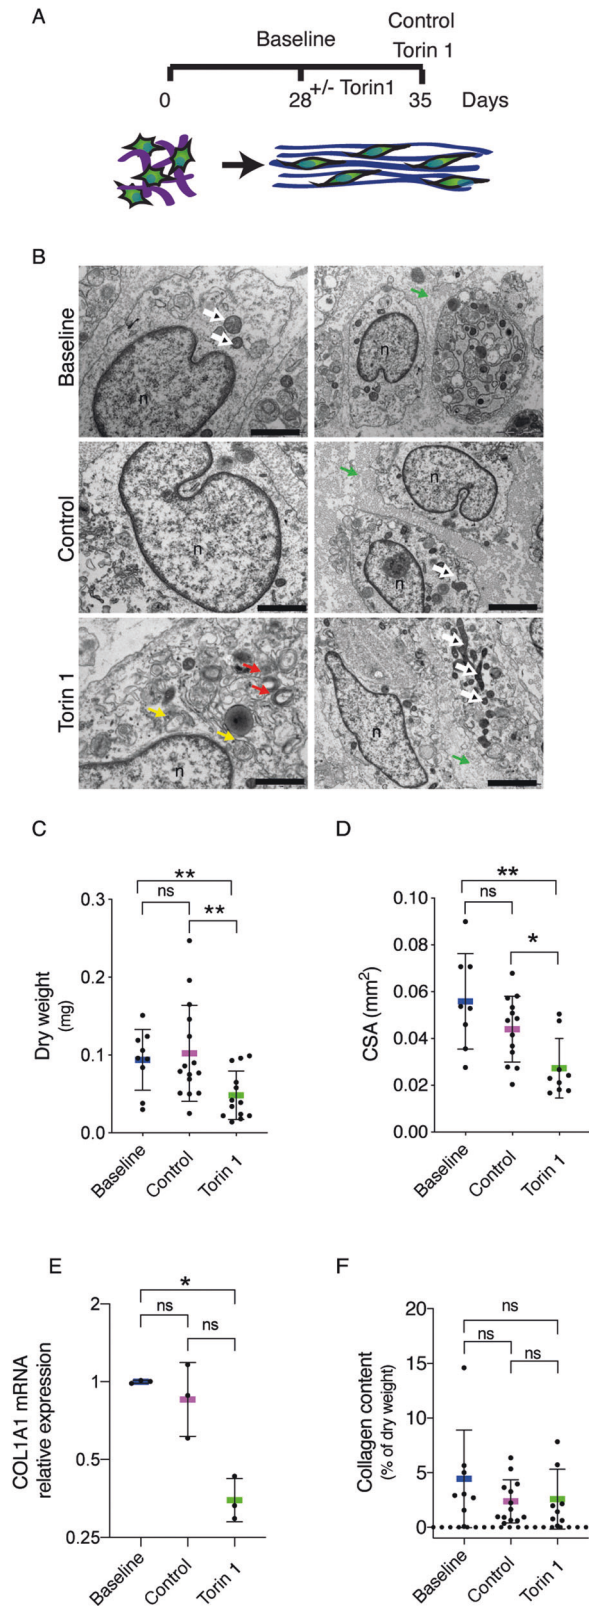 A
Baseline
Control
Torin 1
+/- Torin1
0
28
35
Days
B
Baseline
n
n
Control
n
n
n
Torin 1
n
n
C
**
ns
**
0.3
0.2
0.1
0.0
Dry weight
(mg)
Baseline
Control
Torin 1
D
**
ns
*
0.10
0.08
0.06
0.04
0.02
0.00
CSA (mm²)
Baseline
Control
Torin 1
E
*
ns
ns
2
1
0.5
0.25
COL1A1 mRNA
relative expression
Baseline
Control
Torin 1
F
ns
ns
ns
20
15
10
5
0
Collagen content
(% of dry weight)
Baseline
Control
Torin 1